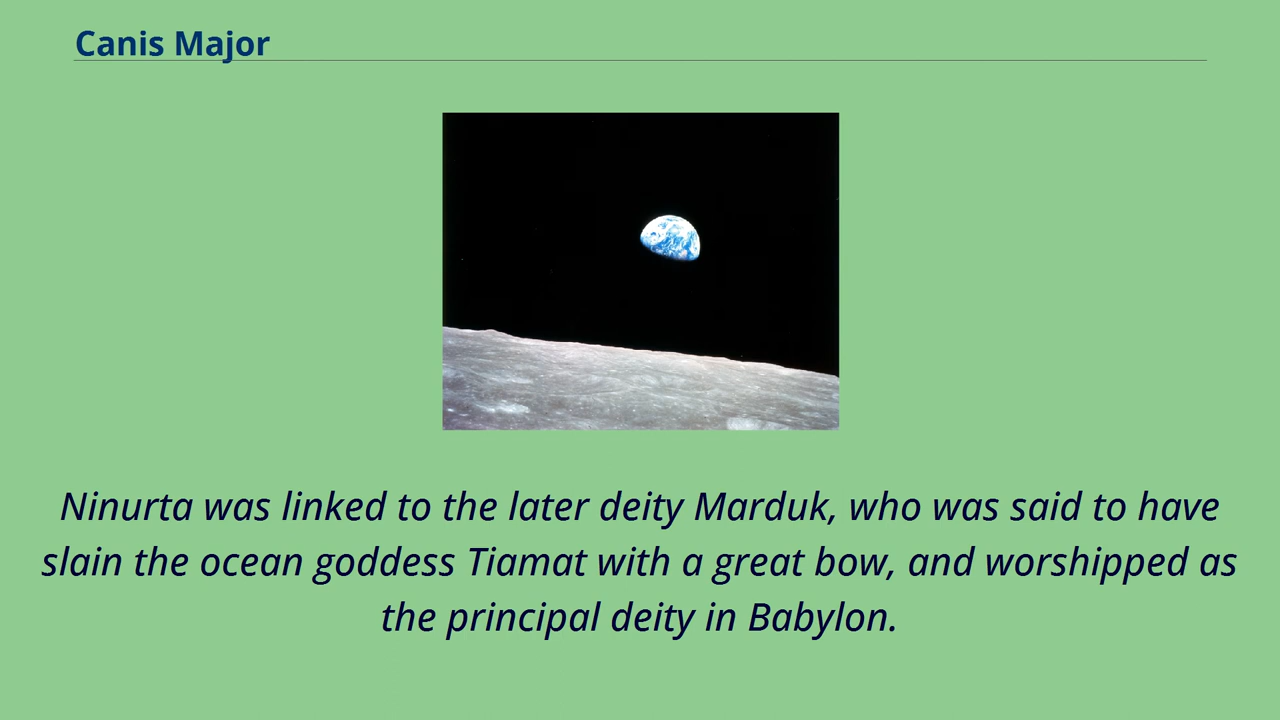 Canis Major
Ninurta was linked to the later deity Marduk, who was said to have
slain the ocean goddess Tiamat with a great bow, and worshipped as
the principal deity in Babylon.